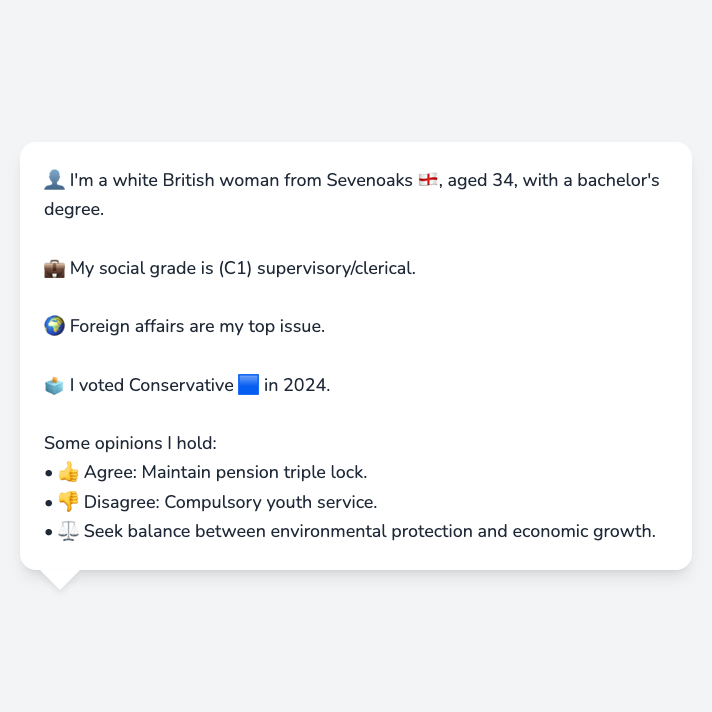 👤 I'm a white British woman from Sevenoaks 🏴󠁧󠁢󠁥󠁮󠁧󠁿, aged 34, with a bachelor's
degree.
💼 My social grade is (C1) supervisory/clerical.
🌍 Foreign affairs are my top issue.
🗳️ I voted Conservative 🟦 in 2024.
Some opinions I hold:
• 👍 Agree: Maintain pension triple lock.
• 👎 Disagree: Compulsory youth service.
• ⚖️ Seek balance between environmental protection and economic growth.